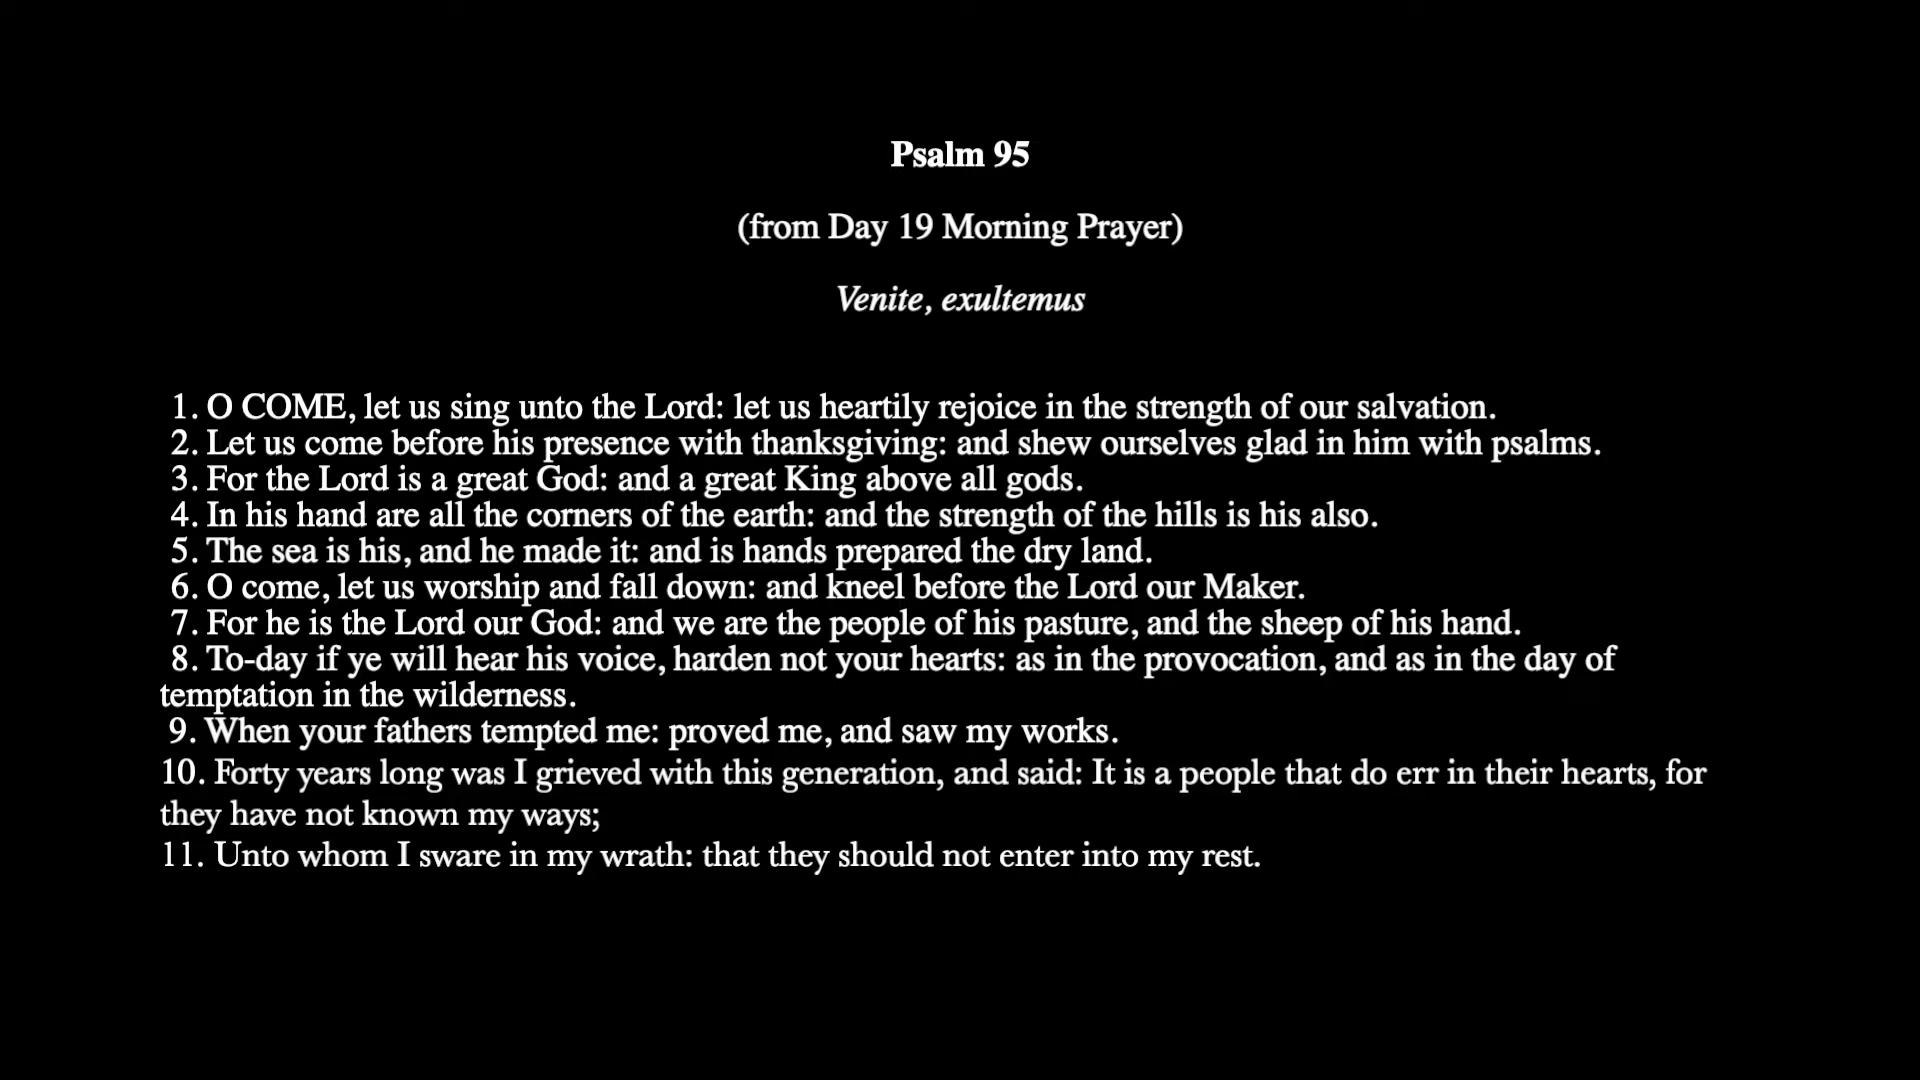 Psalm 95
(from Day 19 Morning Prayer)
Venite, exultemus
1. O COME, let us sing unto the Lord: let us heartily rejoice in the strength of our salvation.
2. Let us come before his presence with thanksgiving: and shew ourselves glad in him with psalms.
3. For the Lord is a great God: and a great King above all gods.
4. In his hand are all the corners of the earth: and the strength of the hills is his also.
5. The sea is his, and he made it: and is hands prepared the dry land.
6. O come, let us worship and fall down: and kneel before the Lord our Maker.
7. For he is the Lord our God: and we are the people of his pasture, and the sheep of his hand.
8. To-day if ye will hear his voice, harden not your hearts: as in the provocation, and as in the day of
temptation in the wilderness.
9. When your fathers tempted me: proved me, and saw my works.
10. Forty years long was I grieved with this generation, and said: It is a people that do err in their hearts, for
they have not known my ways;
11. Unto whom I sware in my wrath: that they should not enter into my rest.